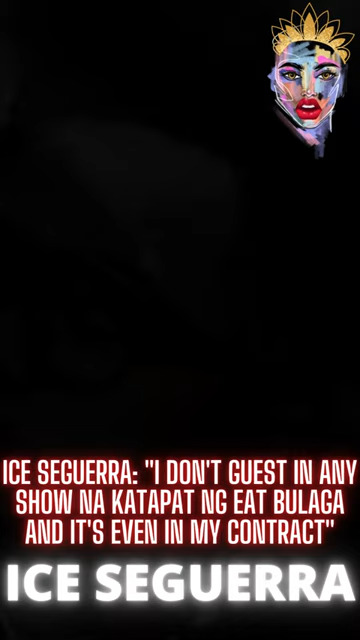 ICE SEGUERRA: "I DON'T GUEST IN ANY
SHOW NA KATAPAT NG EAT BULAGA
AND IT'S EVEN IN MY CONTRACT"
ICE SEGUERRA